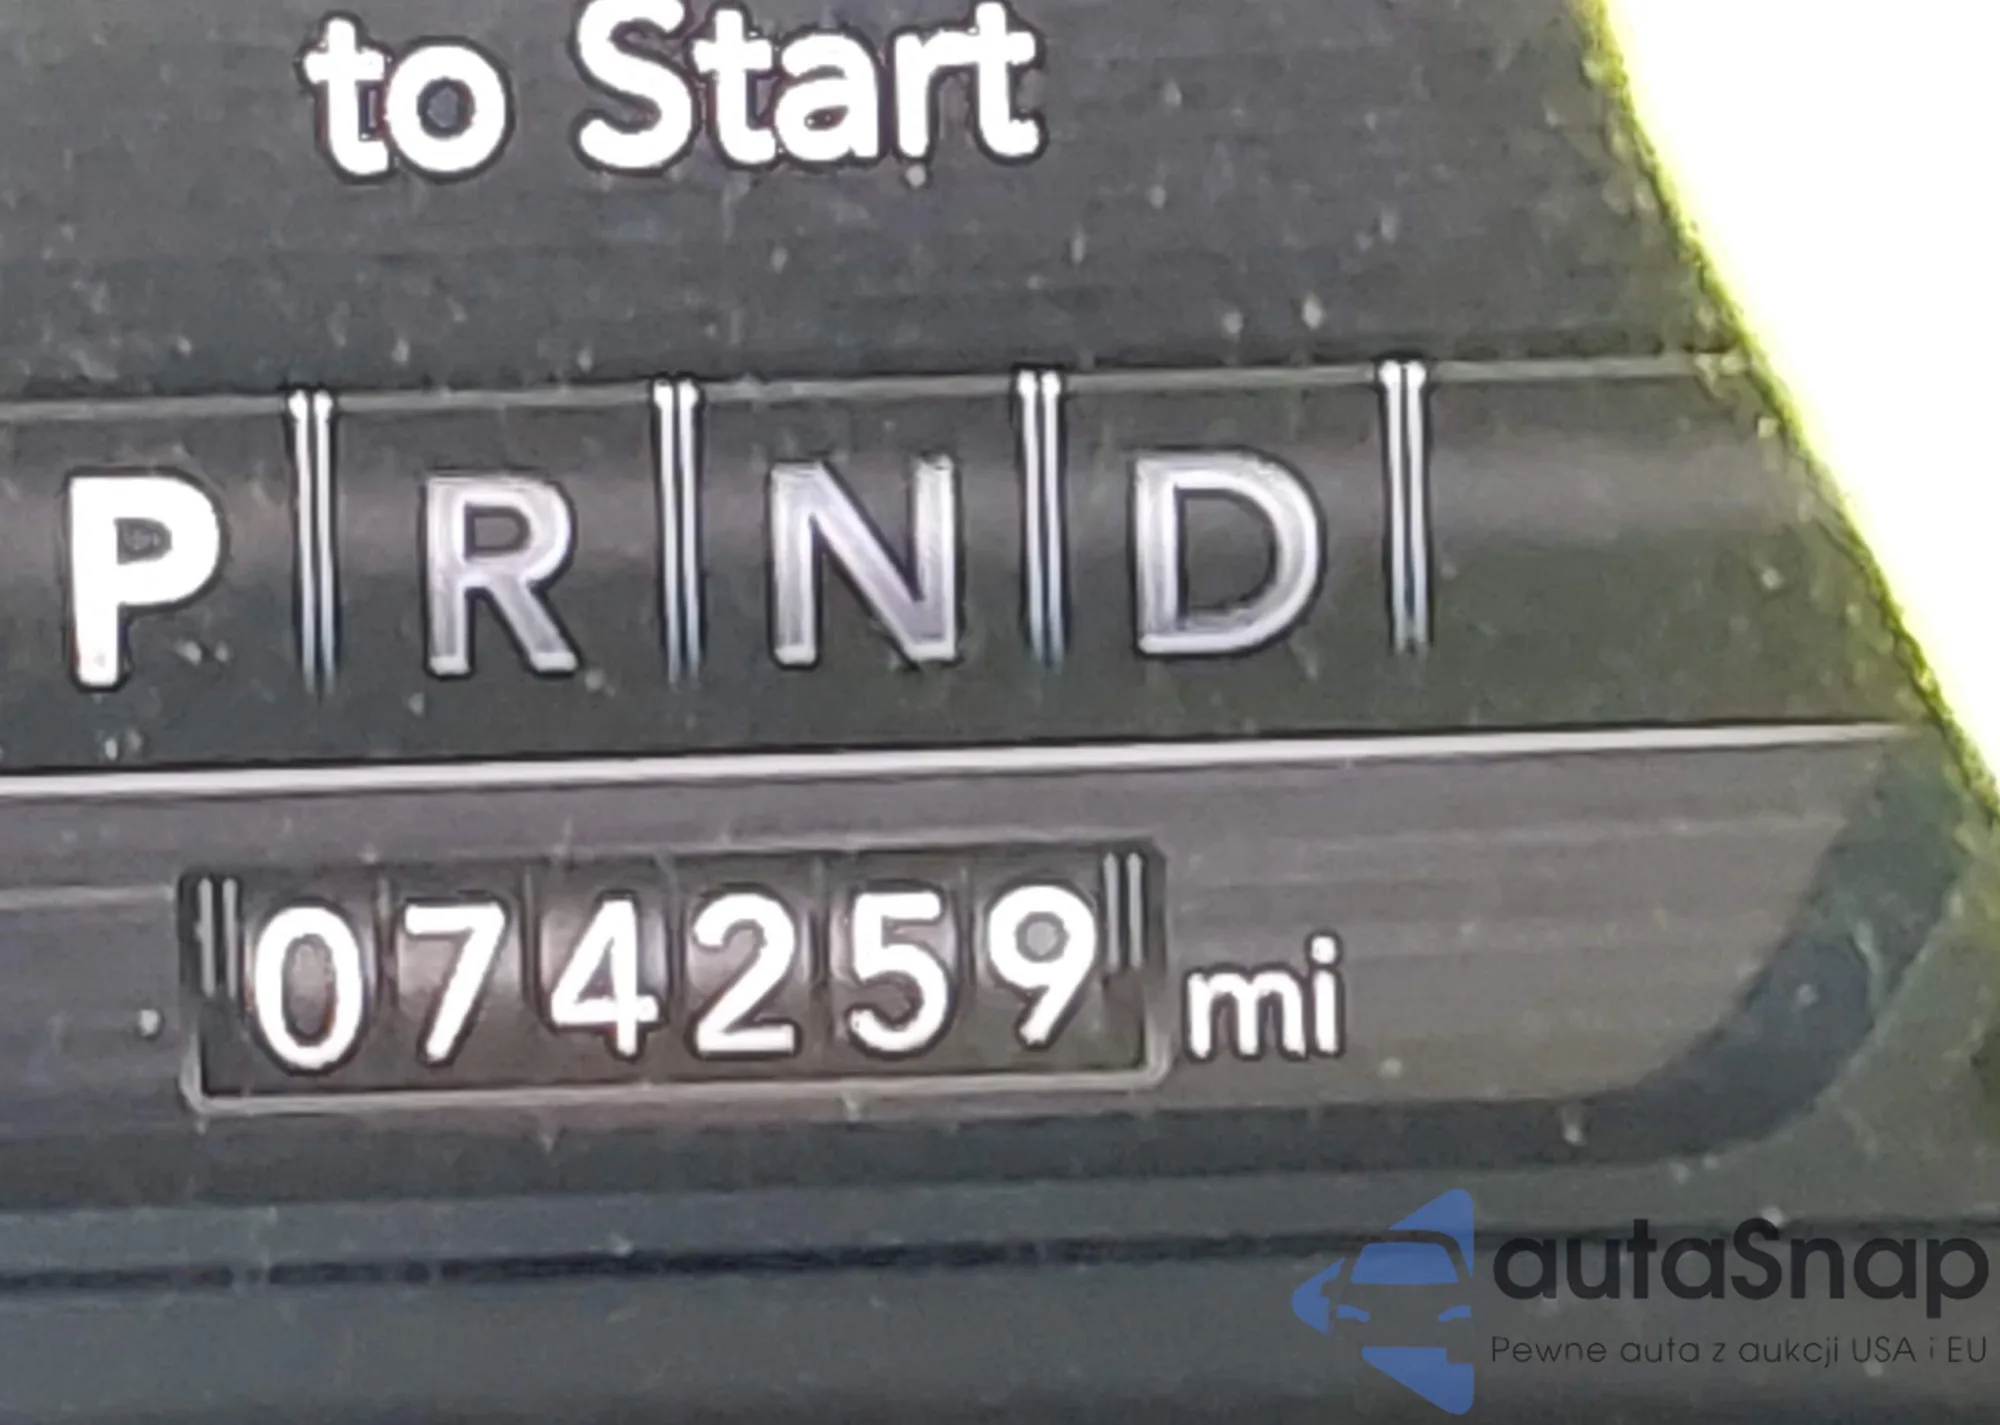 to Start
P R N D
074259 mi
autaSnap
Pewne auta z aukcji USA i EU